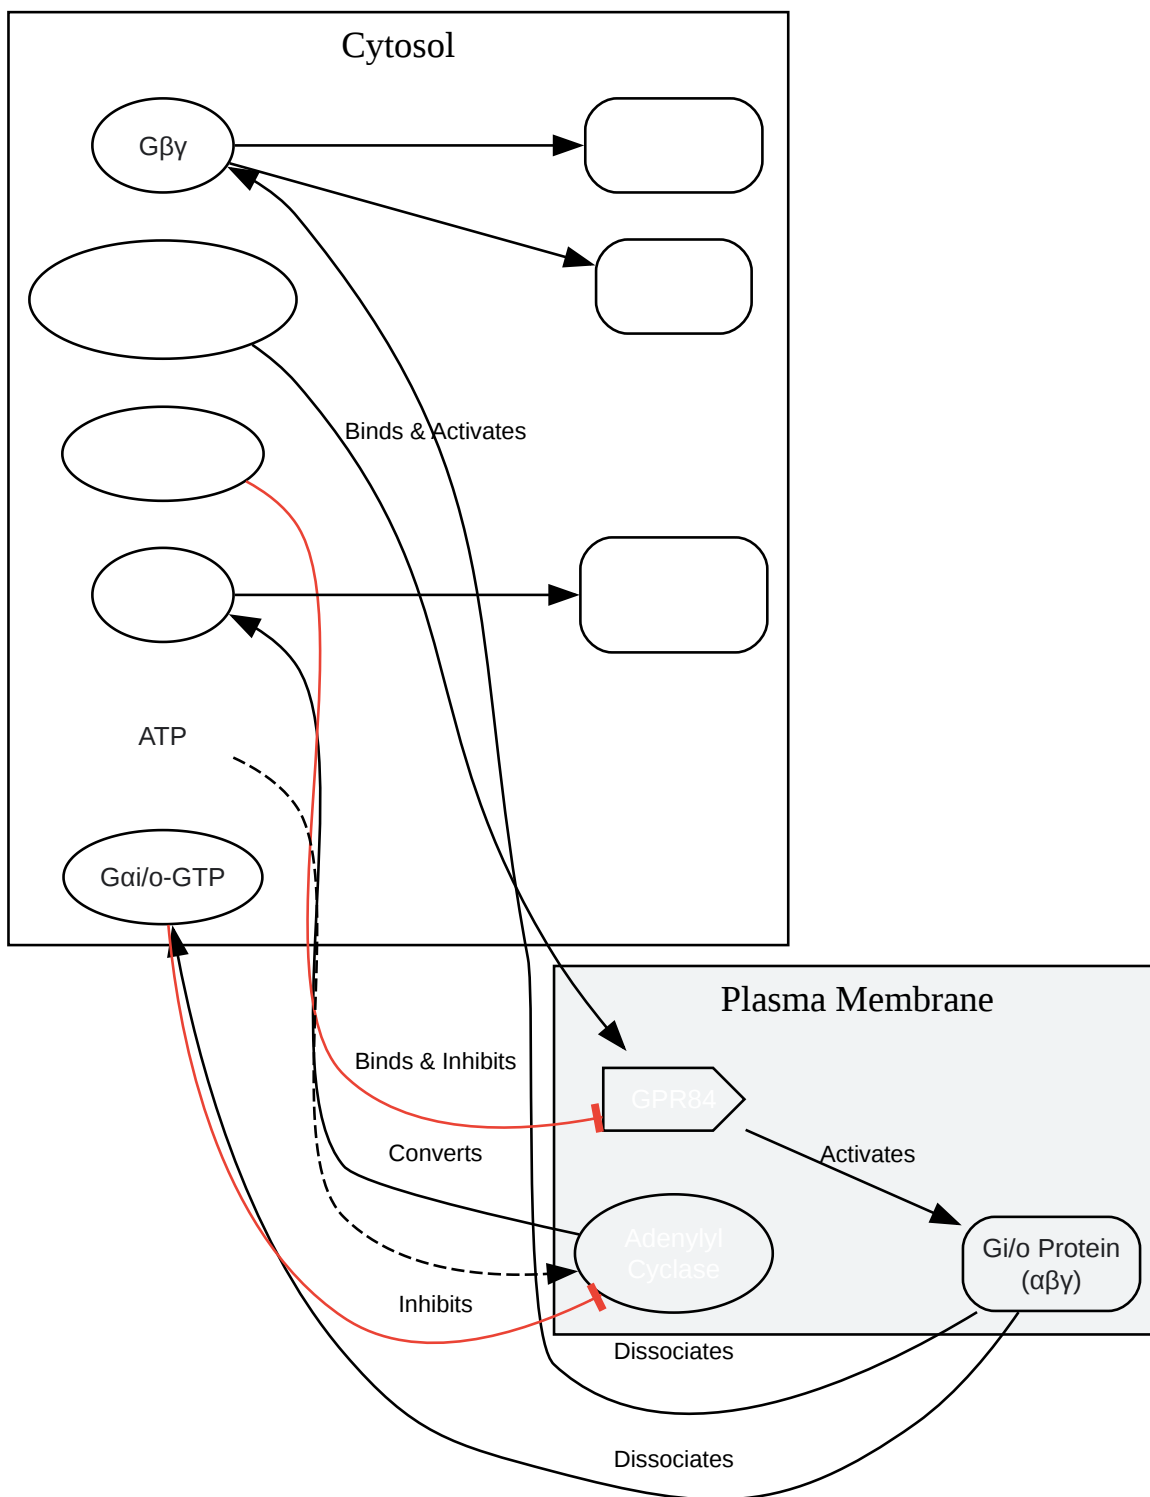 Cytosol
Gβγ
Binds & Activates
ATP
Gαi/o-GTP
Plasma Membrane
Binds & Inhibits
GPR84
Converts
Activates
Adenylyl
Cyclase
Gi/o Protein
(αβγ)
Inhibits
Dissociates
Dissociates